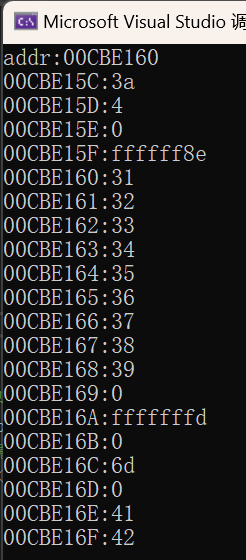 Microsoft Visual Studio 调
addr:00CBE160
00CBE15C:3a
00CBE15D:4
00CBE15E:0
00CBE15F:ffffff8e
00CBE160:31
00CBE161:32
00CBE162:33
00CBE163:34
00CBE164:35
00CBE165:36
00CBE166:37
00CBE167:38
00CBE168:39
00CBE169:0
00CBE16A:fffffffd
00CBE16B:0
00CBE16C:6d
00CBE16D:0
00CBE16E:41
00CBE16F:42